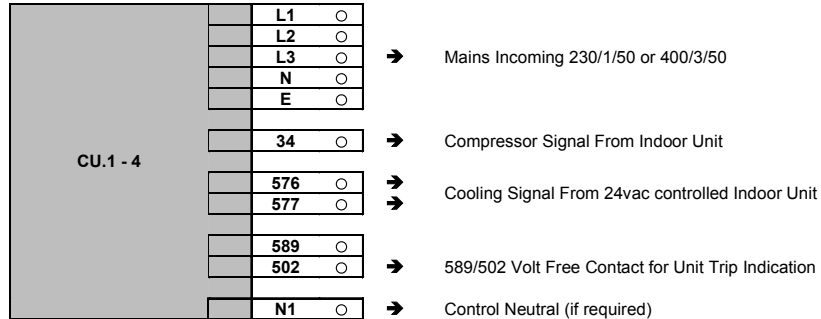 L1
L2
L3 ➔ Mains Incoming 230/1/50 or 400/3/50
N
E
34 ➔ Compressor Signal From Indoor Unit
CU.1 - 4
576 ➔
Cooling Signal From 24vac controlled Indoor Unit
577 ➔
589
502 ➔ 589/502 Volt Free Contact for Unit Trip Indication
N1 ➔ Control Neutral (if required)